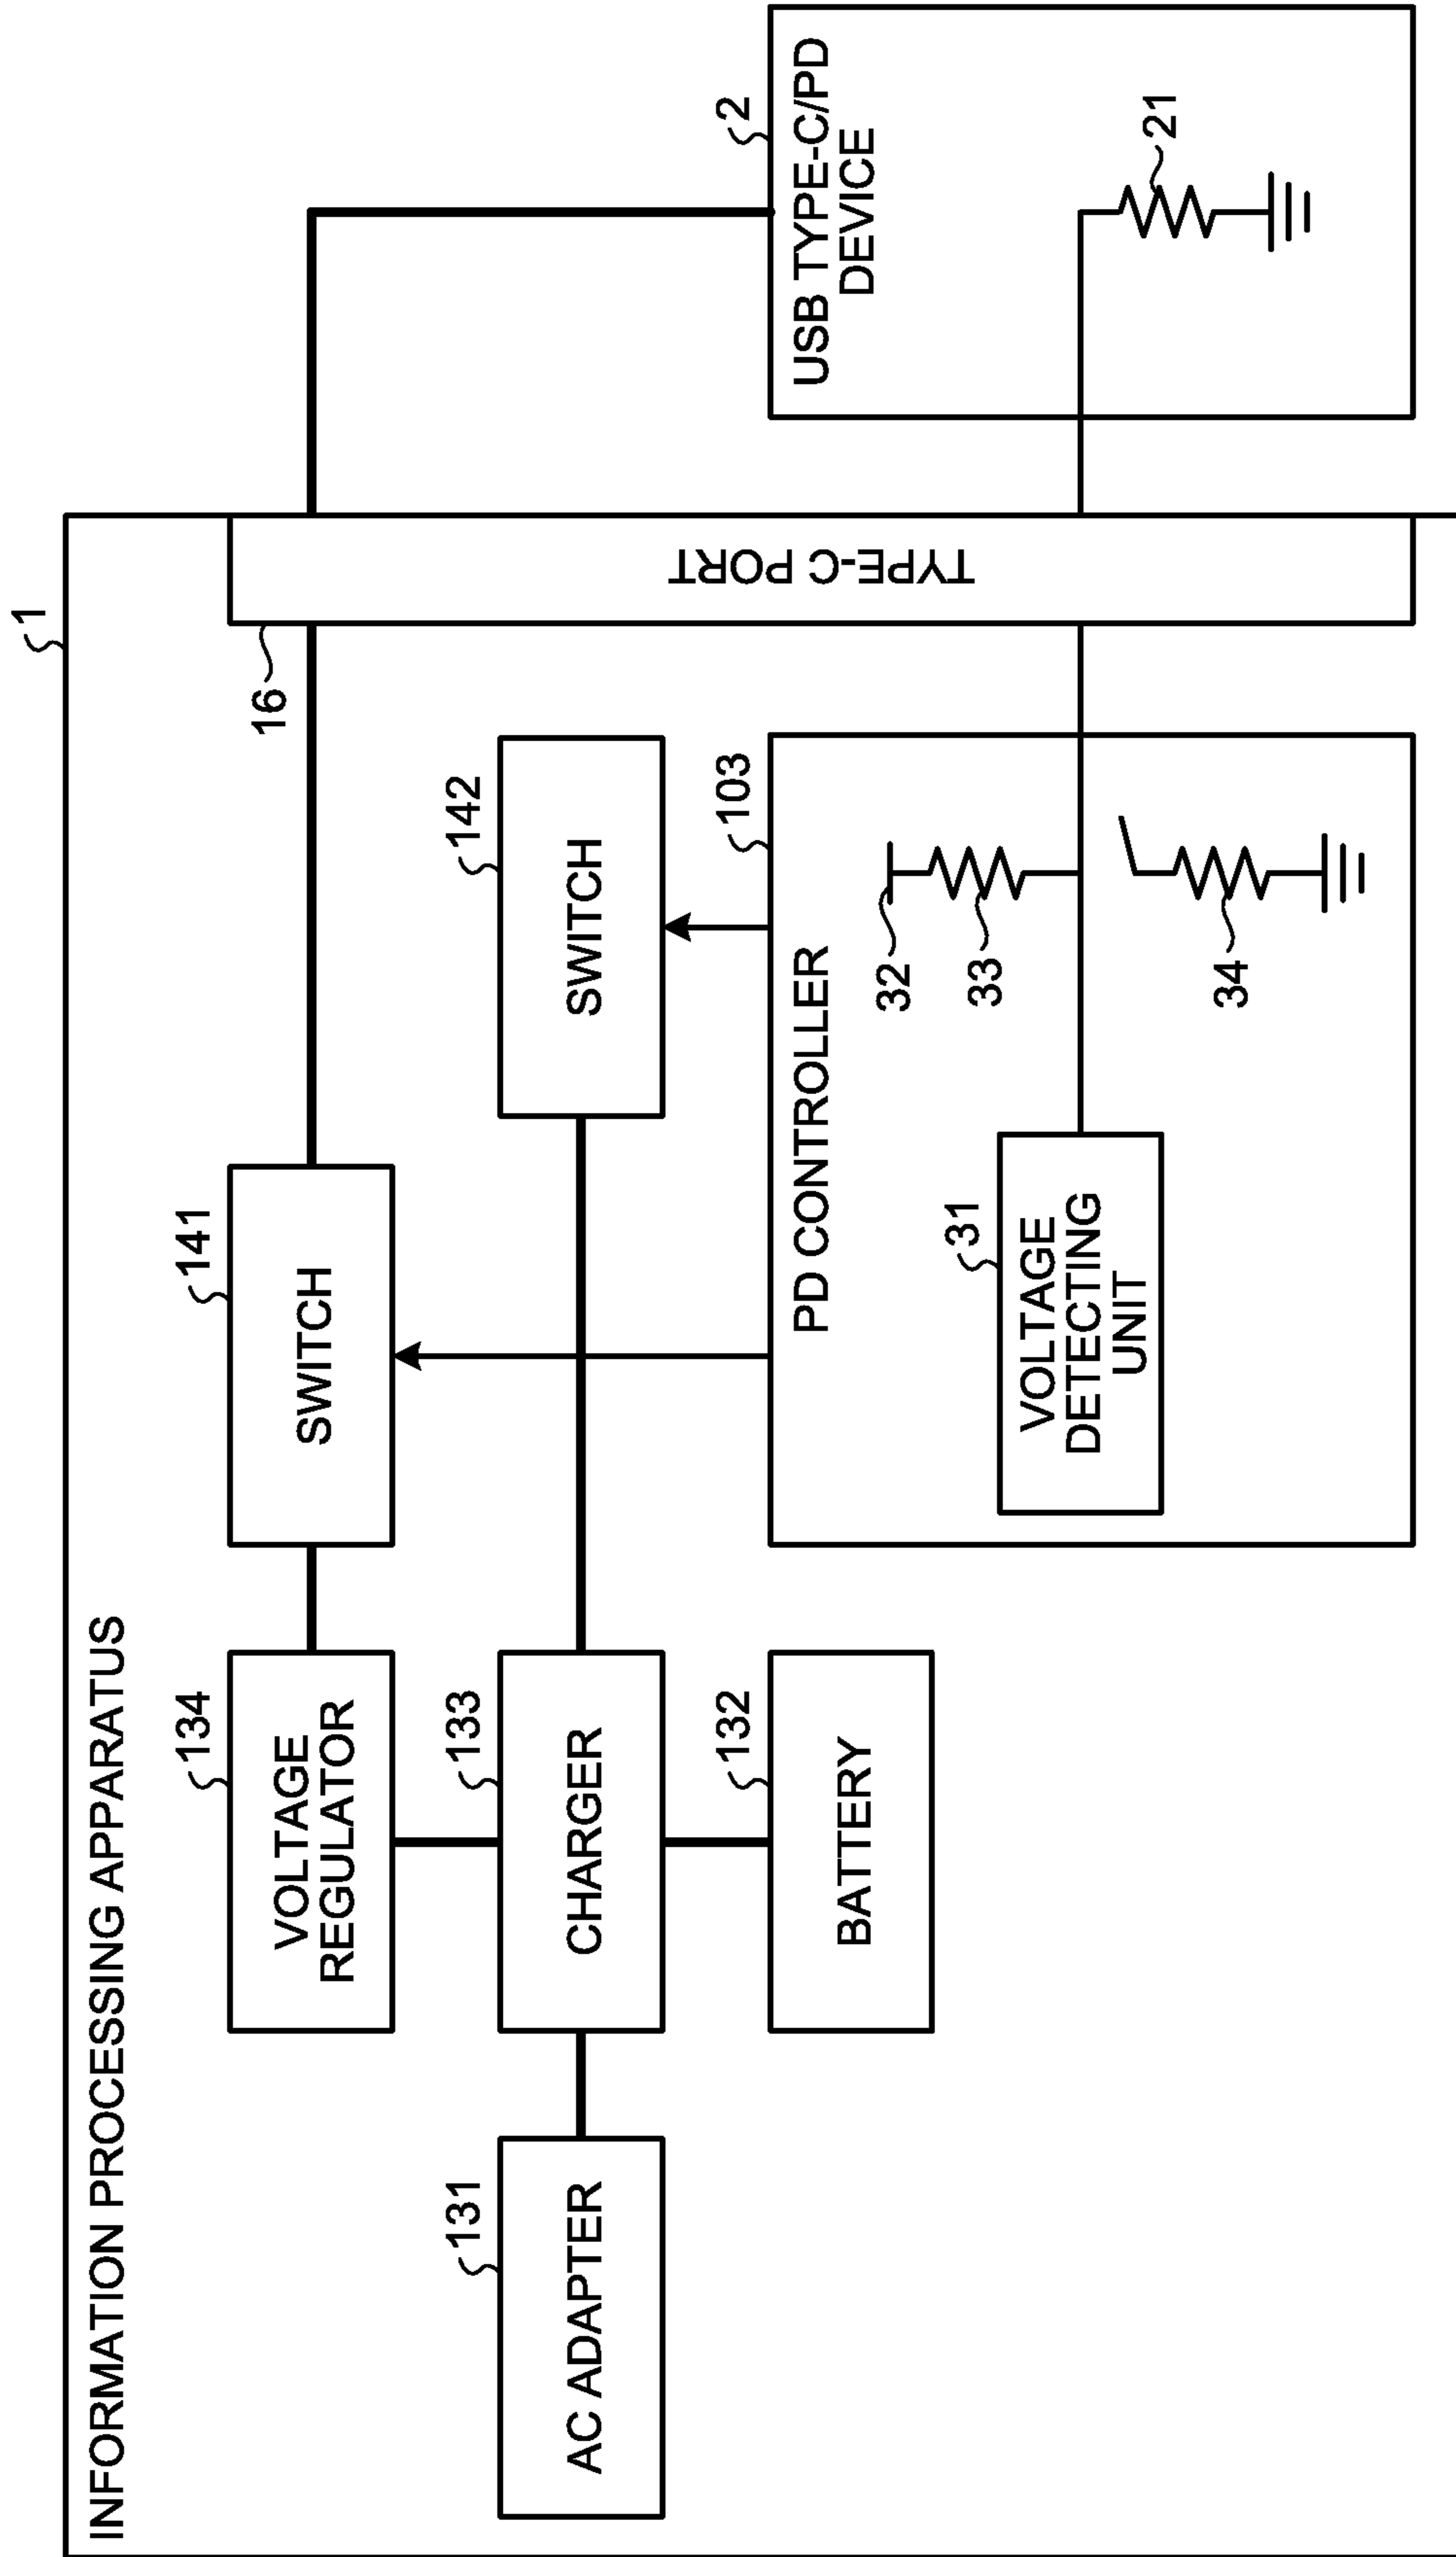 INFORMATION PROCESSING APPARATUS
1
131
AC ADAPTER
134
VOLTAGE
REGULATOR
133
CHARGER
132
BATTERY
141
SWITCH
142
SWITCH
103
PD CONTROLLER
31
VOLTAGE
DETECTING
UNIT
32
33
34
16
TYPE-C PORT
2
USB TYPE-C/PD
DEVICE
21